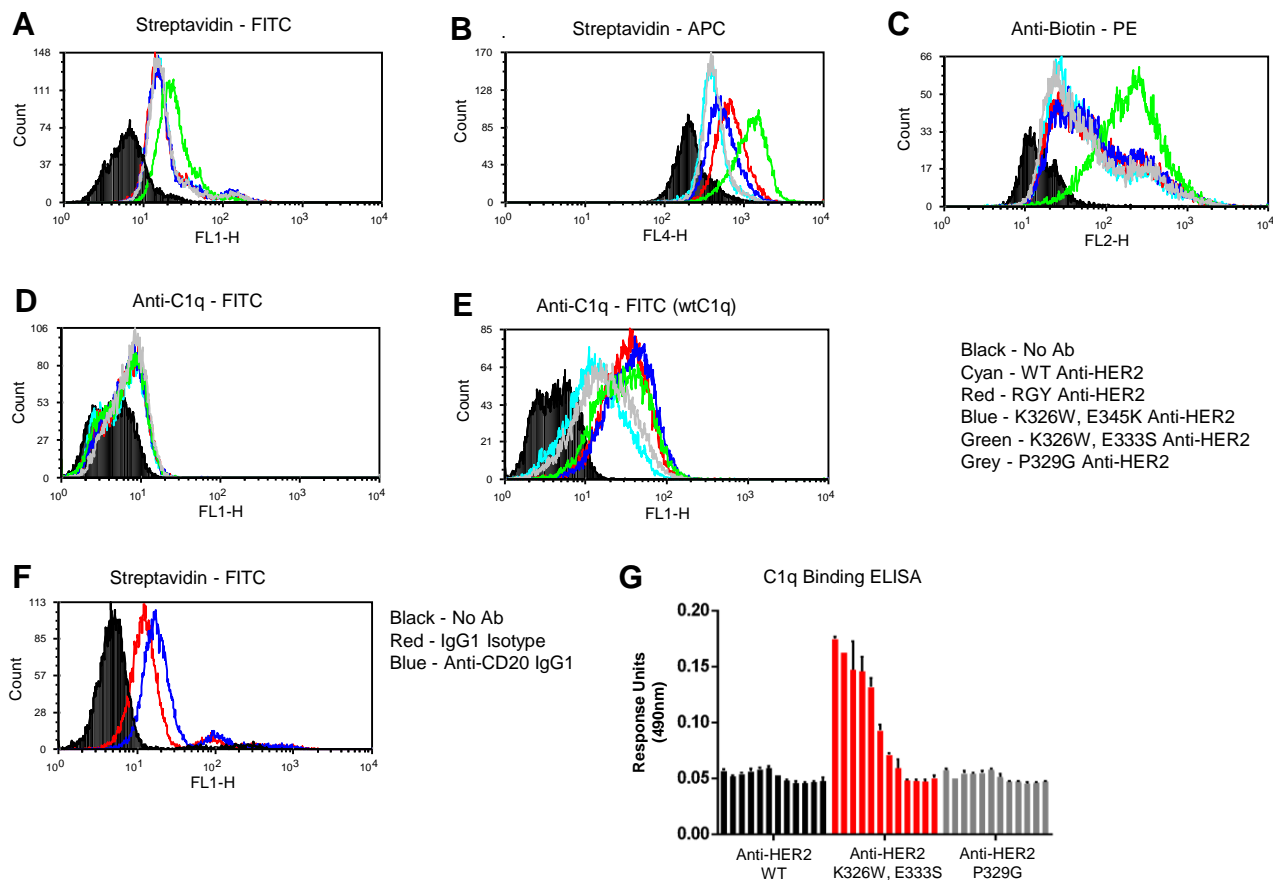 A
Streptavidin - FITC
148
111
74
37
0
Count
10^0 10^1 10^3 10^4
FL1-H
B
Streptavidin - APC
170
128
85
43
0
Count
10^0 10^2 10^3 10^4
FL4-H
C
Anti-Biotin - PE
66
50
33
17
0
Count
10^0 10^1 10^2 10^3 10^4
FL2-H
D
Anti-C1q - FITC
106
80
53
27
0
Count
10^0 10^1 10^2 10^3 10^4
FL1-H
E
Anti-C1q - FITC (wtC1q)
85
64
43
21
0
Count
10^0 10^1 10^2 10^3 10^4
FL1-H
Black - No Ab
Cyan - WT Anti-HER2
Red - RGY Anti-HER2
Blue - K326W, E345K Anti-HER2
Green - K326W, E333S Anti-HER2
Grey - P329G Anti-HER2
F
Streptavidin - FITC
113
85
57
28
0
Count
10^0 10^1 10^2 10^3 10^4
FL1-H
Black - No Ab
Red - IgG1 Isotype
Blue - Anti-CD20 IgG1
G
C1q Binding ELISA
0.20
0.15
0.10
0.05
0.00
Response Units
(490nm)
Anti-HER2
WT
Anti-HER2
K326W, E333S
Anti-HER2
P329G